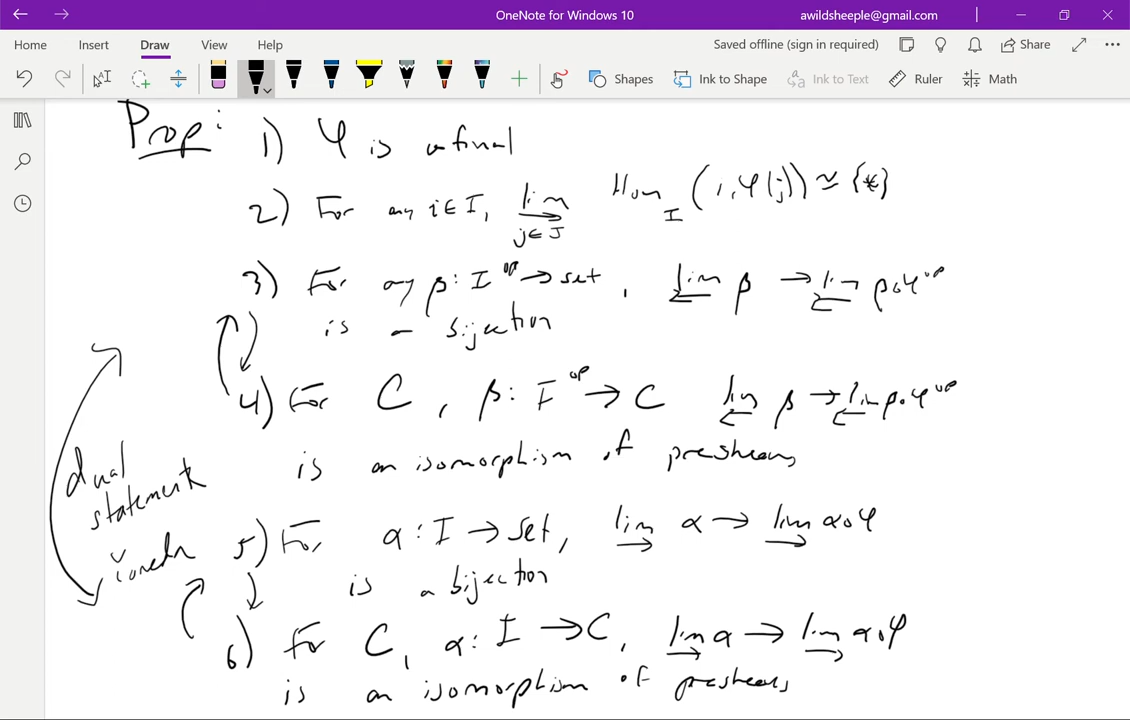 OneNote for Windows 10
awildsheeple@gmail.com
Home Insert Draw View Help
Saved offline (sign in required)
Share
Shapes Ink to Shape Ink to Text Ruler Math
Prop: 1) φ is cofinal
2) For any i ∈ I, lim→ j∈J Hom_I (i, φ(j)) ≃ {*}
3) For any β: I^op → set, lim← β → lim← β∘φ^op
is a bijection
4) For C, β: I^op → C lim← β → lim← β∘φ^op
is an isomorphism of presheaves
dual
statement
5) For α: I → set, lim→ α → lim→ α∘φ
is a bijection
Yoneda
6) For C, α: I → C, lim→ α → lim→ α∘φ
is an isomorphism of presheaves